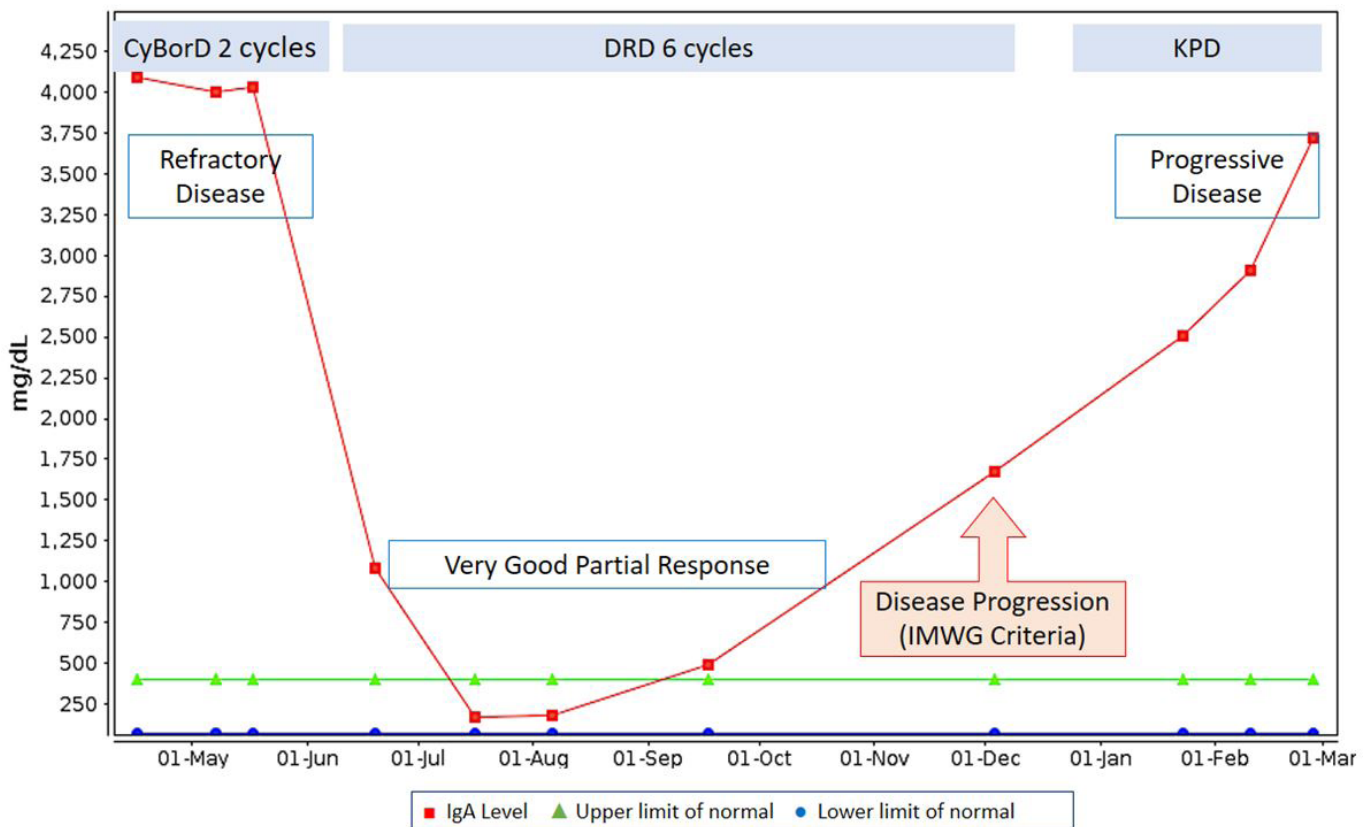 CyBorD 2 cycles
DRD 6 cycles
KPD
4,250
4,000
3,750
3,500
3,250
3,000
2,750
2,500
2,250
2,000
1,750
1,500
1,250
1,000
750
500
250
mg/dL
Refractory
Disease
Progressive
Disease
Very Good Partial Response
Disease Progression
(IMWG Criteria)
01-May
01-Jun
01-Jul
01-Aug
01-Sep
01-Oct
01-Nov
01-Dec
01-Jan
01-Feb
01-Mar
IgA Level
Upper limit of normal
Lower limit of normal